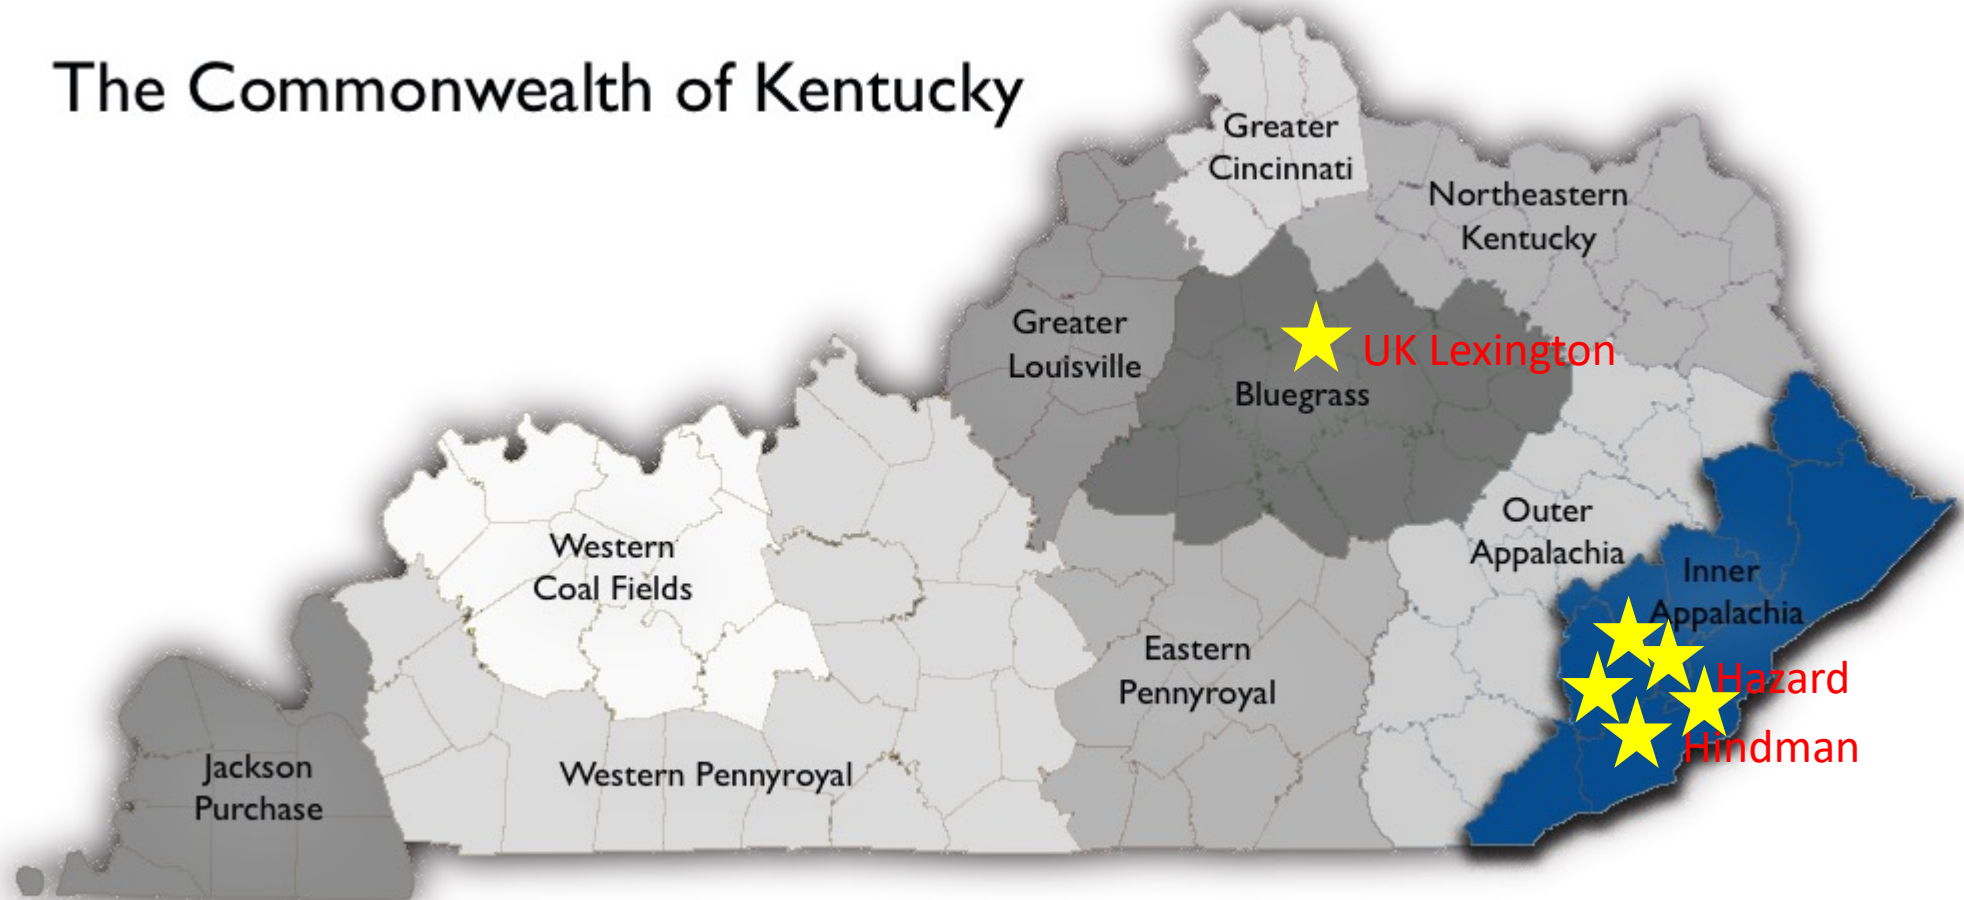 The Commonwealth of Kentucky
Greater
Cincinnati
Northeastern
Kentucky
Greater
Louisville
UK Lexington
Bluegrass
Outer
Appalachia
Inner
Appalachia
Western
Coal Fields
Eastern
Pennyroyal
Hazard
Hindman
Jackson
Purchase
Western Pennyroyal